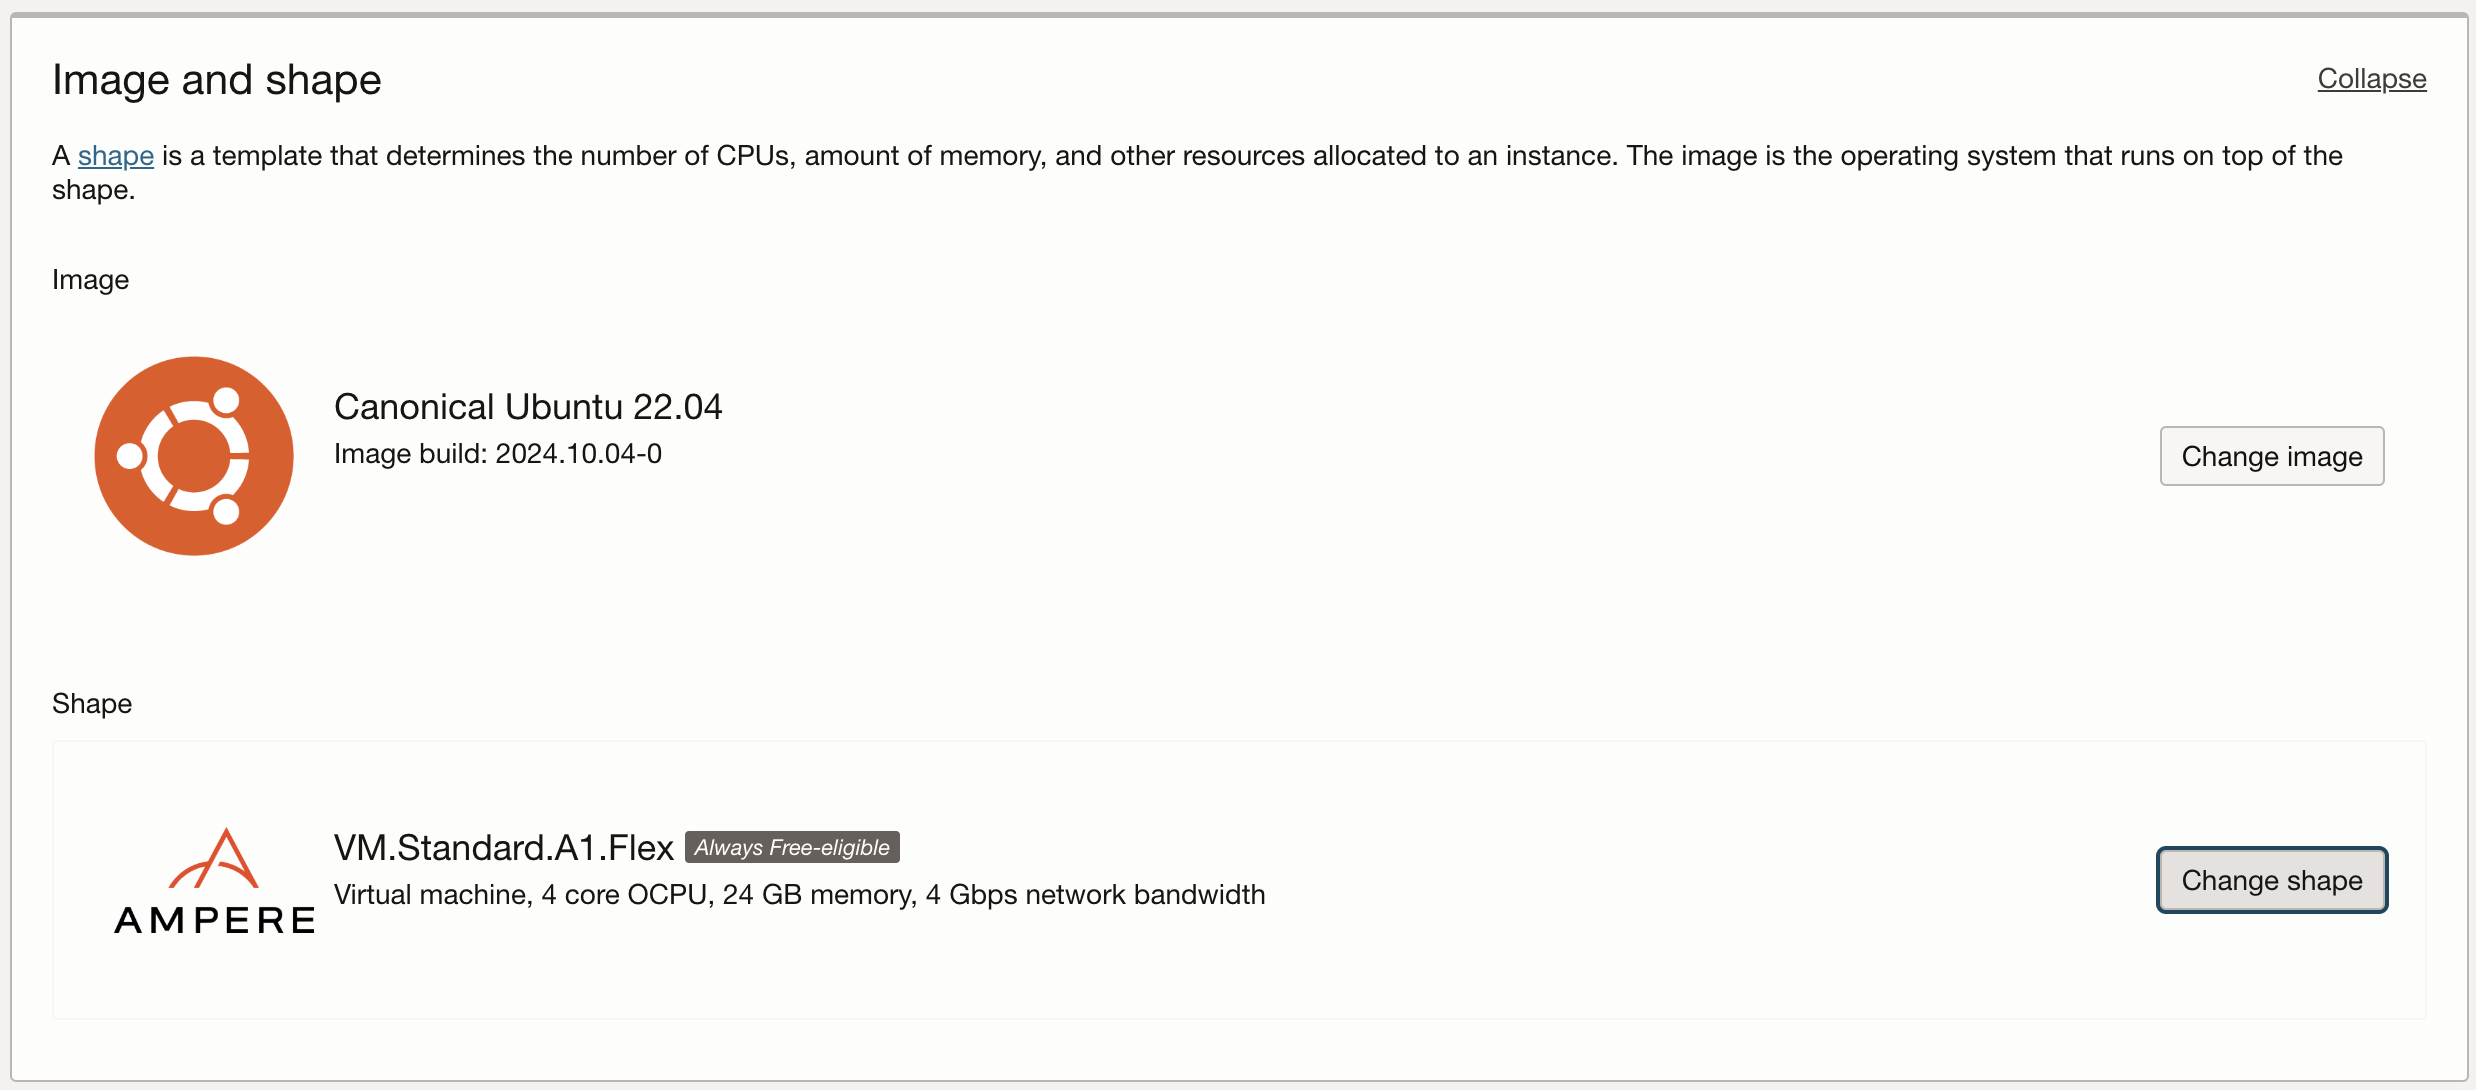 Image and shape
Collapse
A shape is a template that determines the number of CPUs, amount of memory, and other resources allocated to an instance. The image is the operating system that runs on top of the
shape.
Image
Canonical Ubuntu 22.04
Image build: 2024.10.04-0
Change image
Shape
AMPERE
VM.Standard.A1.Flex Always Free-eligible
Virtual machine, 4 core OCPU, 24 GB memory, 4 Gbps network bandwidth
Change shape